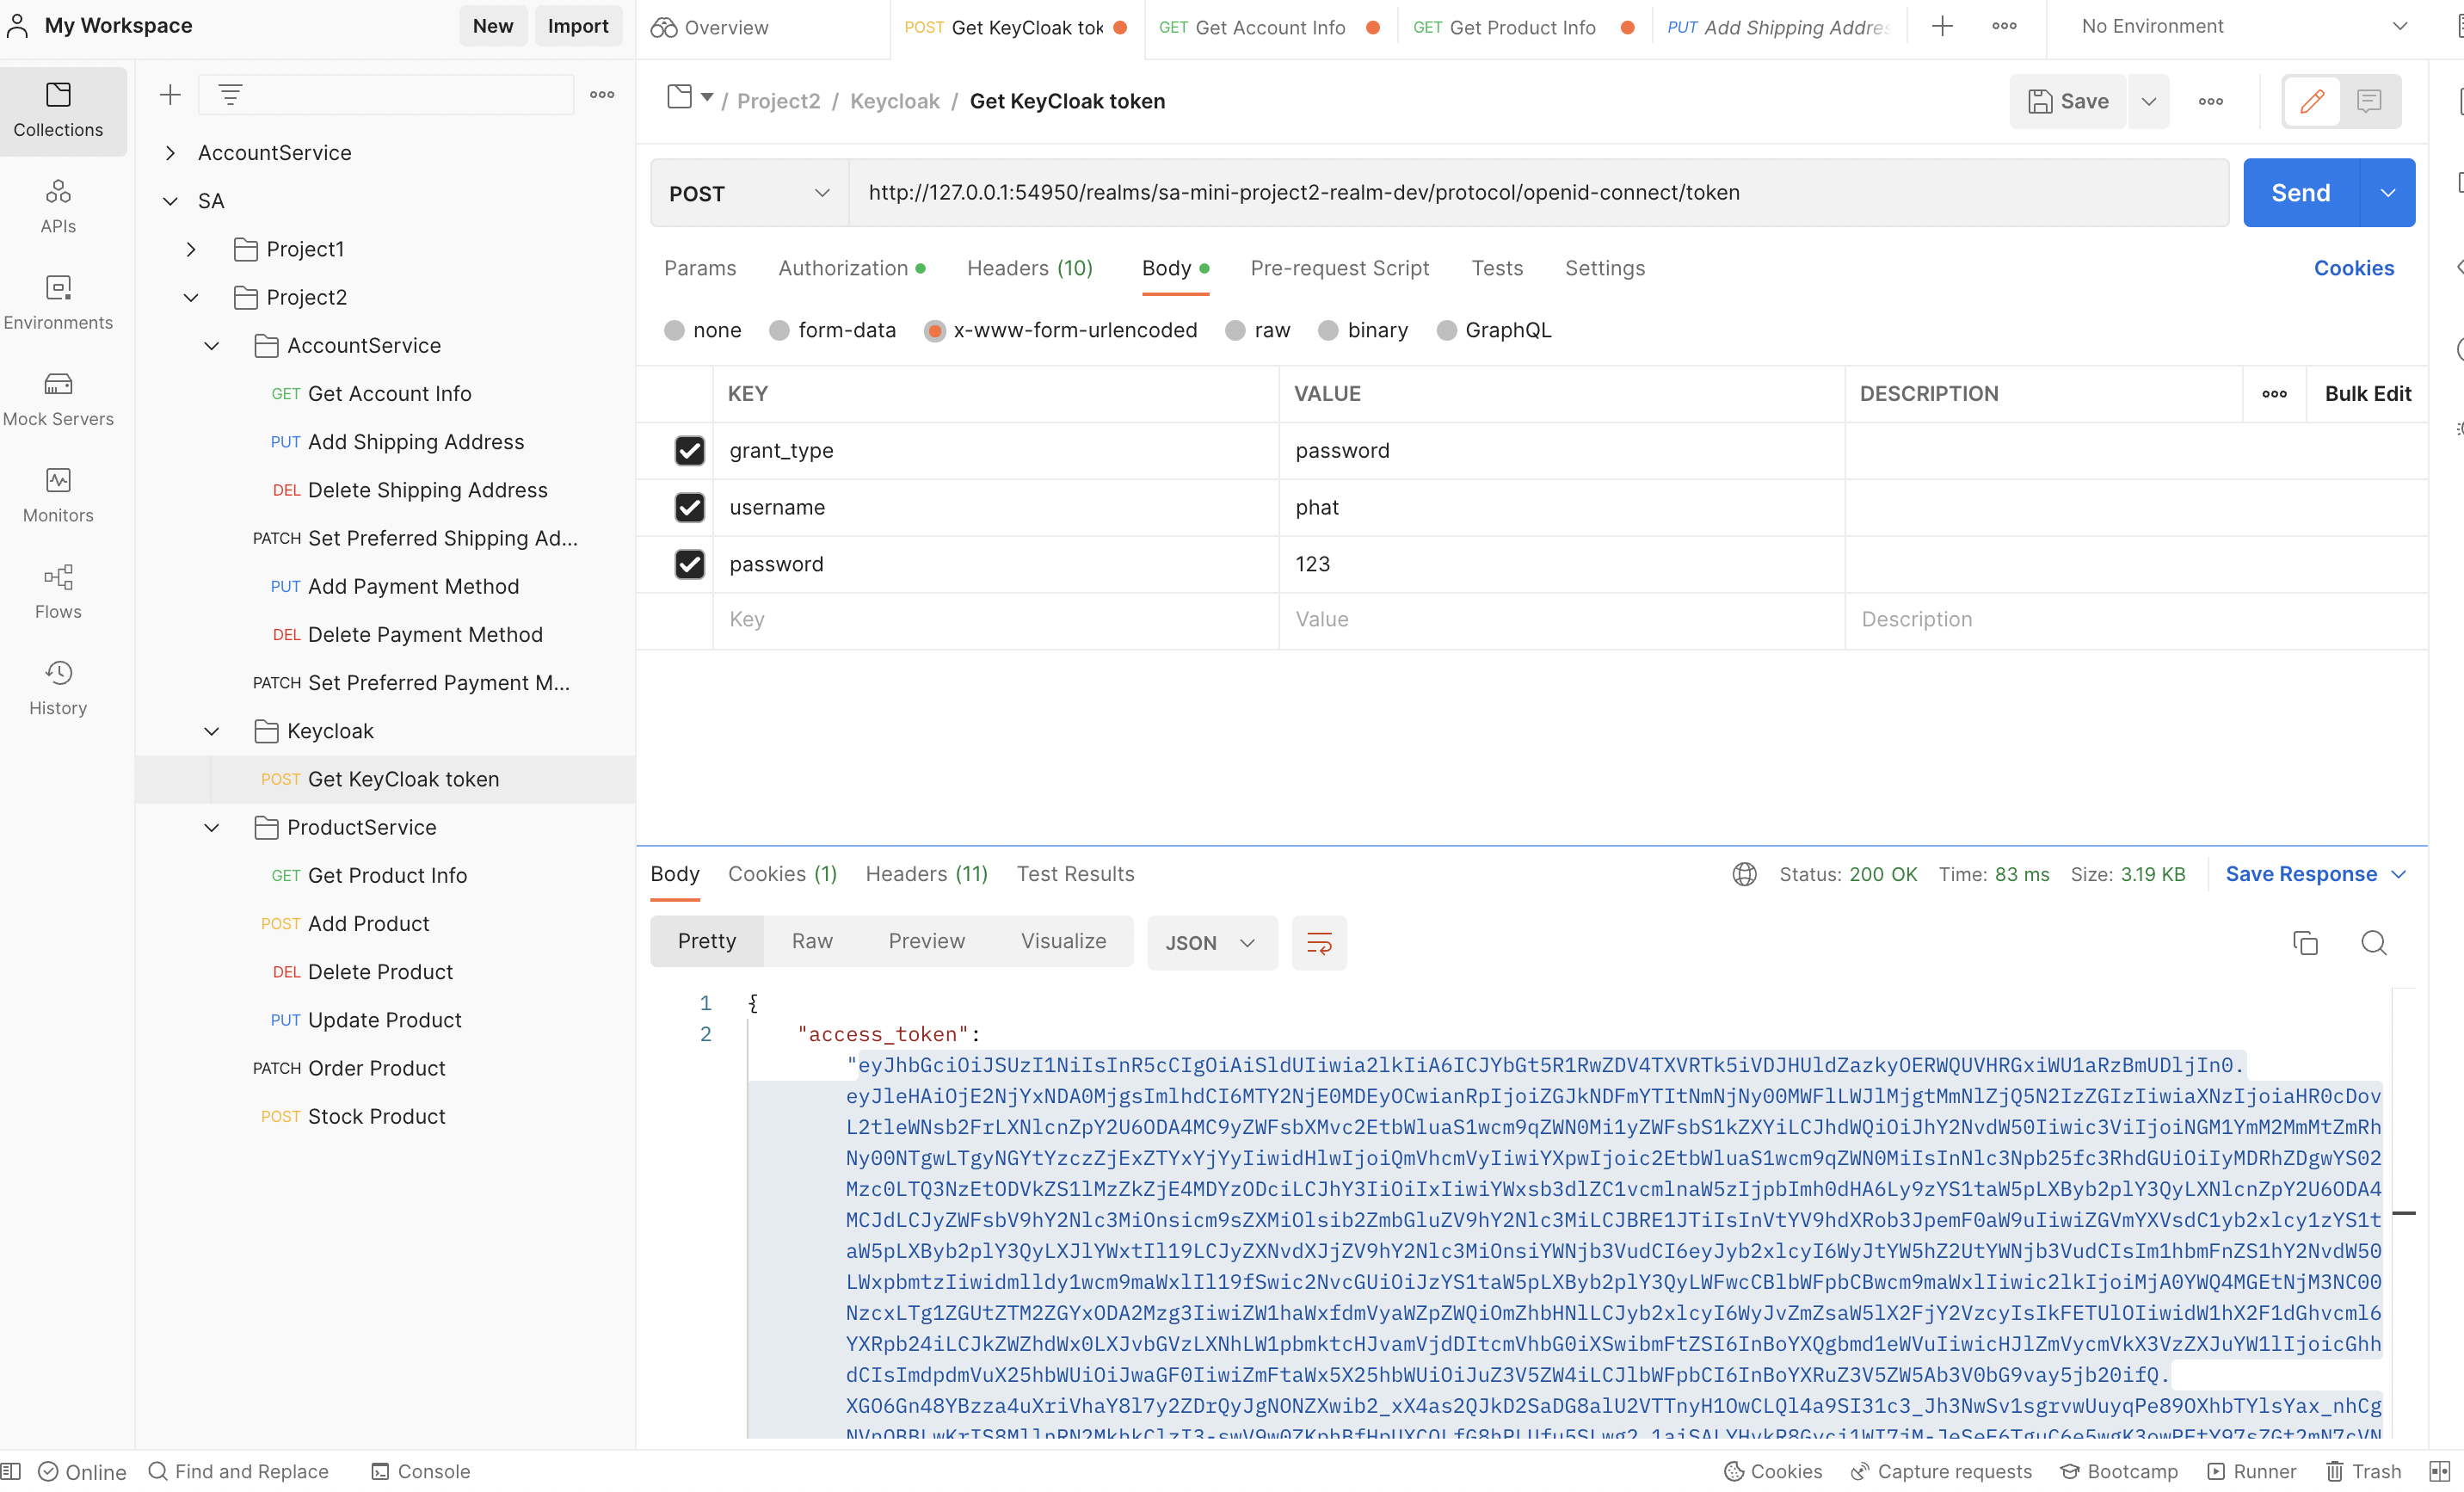 My Workspace
New
Import
Overview
POST Get KeyCloak tok
GET Get Account Info
GET Get Product Info
PUT Add Shipping Addres
No Environment
Collections
APIs
Environments
Mock Servers
Monitors
Flows
History
AccountService
SA
Project1
Project2
AccountService
GET Get Account Info
PUT Add Shipping Address
DEL Delete Shipping Address
PATCH Set Preferred Shipping Ad...
PUT Add Payment Method
DEL Delete Payment Method
PATCH Set Preferred Payment M...
Keycloak
POST Get KeyCloak token
ProductService
GET Get Product Info
POST Add Product
DEL Delete Product
PUT Update Product
PATCH Order Product
POST Stock Product
/ Project2 / Keycloak / Get KeyCloak token
Save
POST
http://127.0.0.1:54950/realms/sa-mini-project2-realm-dev/protocol/openid-connect/token
Send
Params Authorization Headers (10) Body Pre-request Script Tests Settings
Cookies
none form-data x-www-form-urlencoded raw binary GraphQL
KEY VALUE DESCRIPTION Bulk Edit
grant_type password
username phat
password 123
Key Value Description
Body Cookies (1) Headers (11) Test Results
Status: 200 OK Time: 83 ms Size: 3.19 KB Save Response
Pretty Raw Preview Visualize JSON
1 {
2 "access_token":
"eyJhbGciOiJSUzI1NiIsInR5cCIgOiAiSldUIiwia2lkIiA6ICJYbGt5R1RwZDV4TXVRTk5iVDJHUldZazkyOERWQUVHRGxiWU1aRzBmUDljIn0.
eyJleHAiOjE2NjYxNDA0MjgsImlhdCI6MTY2NjE0MDEyOCwianRpIjoiZGJkNDFmYTItNmNjNy00MWFlLWJlMjgtMmNlZjQ5N2IzZGIzIiwiaXNzIjoiaHR0cDov
L2tleWNsb2FrLXNlcnZpY2U6ODA4MC9yZWFsbXMvc2EtbWluaS1wcm9qZWN0Mi1yZWFsbS1kZXYiLCJhdWQiOiJhY2NvdW50Iiwic3ViIjoiNGM1YmM2MmMtZmRh
Ny00NTgwLTgyNGYtYzczZjExZTYxYjYyIiwidHlwIjoiQmVhcmVyIiwiYXpwIjoic2EtbWluaS1wcm9qZWN0MiIsInNlc3Npb25fc3RhdGUiOiIyMDRhZDgwYS02
Mzc0LTQ3NzEtODVkZS1lMzZkZjE4MDYzODciLCJhY3IiOiIxIiwiYWxsb3dlZC1vcmlnaW5zIjpbImh0dHA6Ly9zYS1taW5pLXByb2plY3QyLXNlcnZpY2U6ODA4
MCJdLCJyZWFsbV9hY2Nlc3MiOnsicm9sZXMiOlsib2ZmbGluZV9hY2Nlc3MiLCJBRE1JTiIsInVtYV9hdXRob3JpemF0aW9uIiwiZGVmYXVsdC1yb2xlcy1zYS1t
aW5pLXByb2plY3QyLXJlYWxtIl19LCJyZXNvdXJjZV9hY2Nlc3MiOnsiYWNjb3VudCI6eyJyb2xlcyI6WyJtYW5hZ2UtYWNjb3VudCIsIm1hbmFnZS1hY2NvdW50
LWxpbmtzIiwidmlldy1wcm9maWxlIl19fSwic2NvcGUiOiJzYS1taW5pLXByb2plY3QyLWFwcCBlbWFpbCBwcm9maWxlIiwic2lkIjoiMjA0YWQ4MGEtNjM3NC00
NzcxLTg1ZGUtZTM2ZGYxODA2Mzg3IiwiZW1haWxfdmVyaWZpZWQiOmZhbHNlLCJyb2xlcyI6WyJvZmZsaW5lX2FjY2VzcyIsIkFETUlOIiwidW1hX2F1dGhvcml6
YXRpb24iLCJkZWZhdWx0LXJvbGVzLXNhLW1pbmktcHJvamVjdDItcmVhbG0iXSwibmFtZSI6InBoYXQgbmd1eWVuIiwicHJlZmVycmVkX3VzZXJuYW1lIjoicGhh
dCIsImdpdmVuX25hbWUiOiJwaGF0IiwiZmFtaWx5X25hbWUiOiJuZ3V5ZW4iLCJlbWFpbCI6InBoYXRuZ3V5ZW5Ab3V0bG9vay5jb20ifQ.
XGO6Gn48YBzza4uXriVhaY8l7y2ZDrQyJgNONZXwib2_xX4as2QJkD2SaDG8alU2VTTnyH1OwCLQl4a9SI31c3_Jh3NwSv1sgrvwUuyqPe89OXhbTYlsYax_nhCg
Online Find and Replace Console
Cookies Capture requests Bootcamp Runner Trash